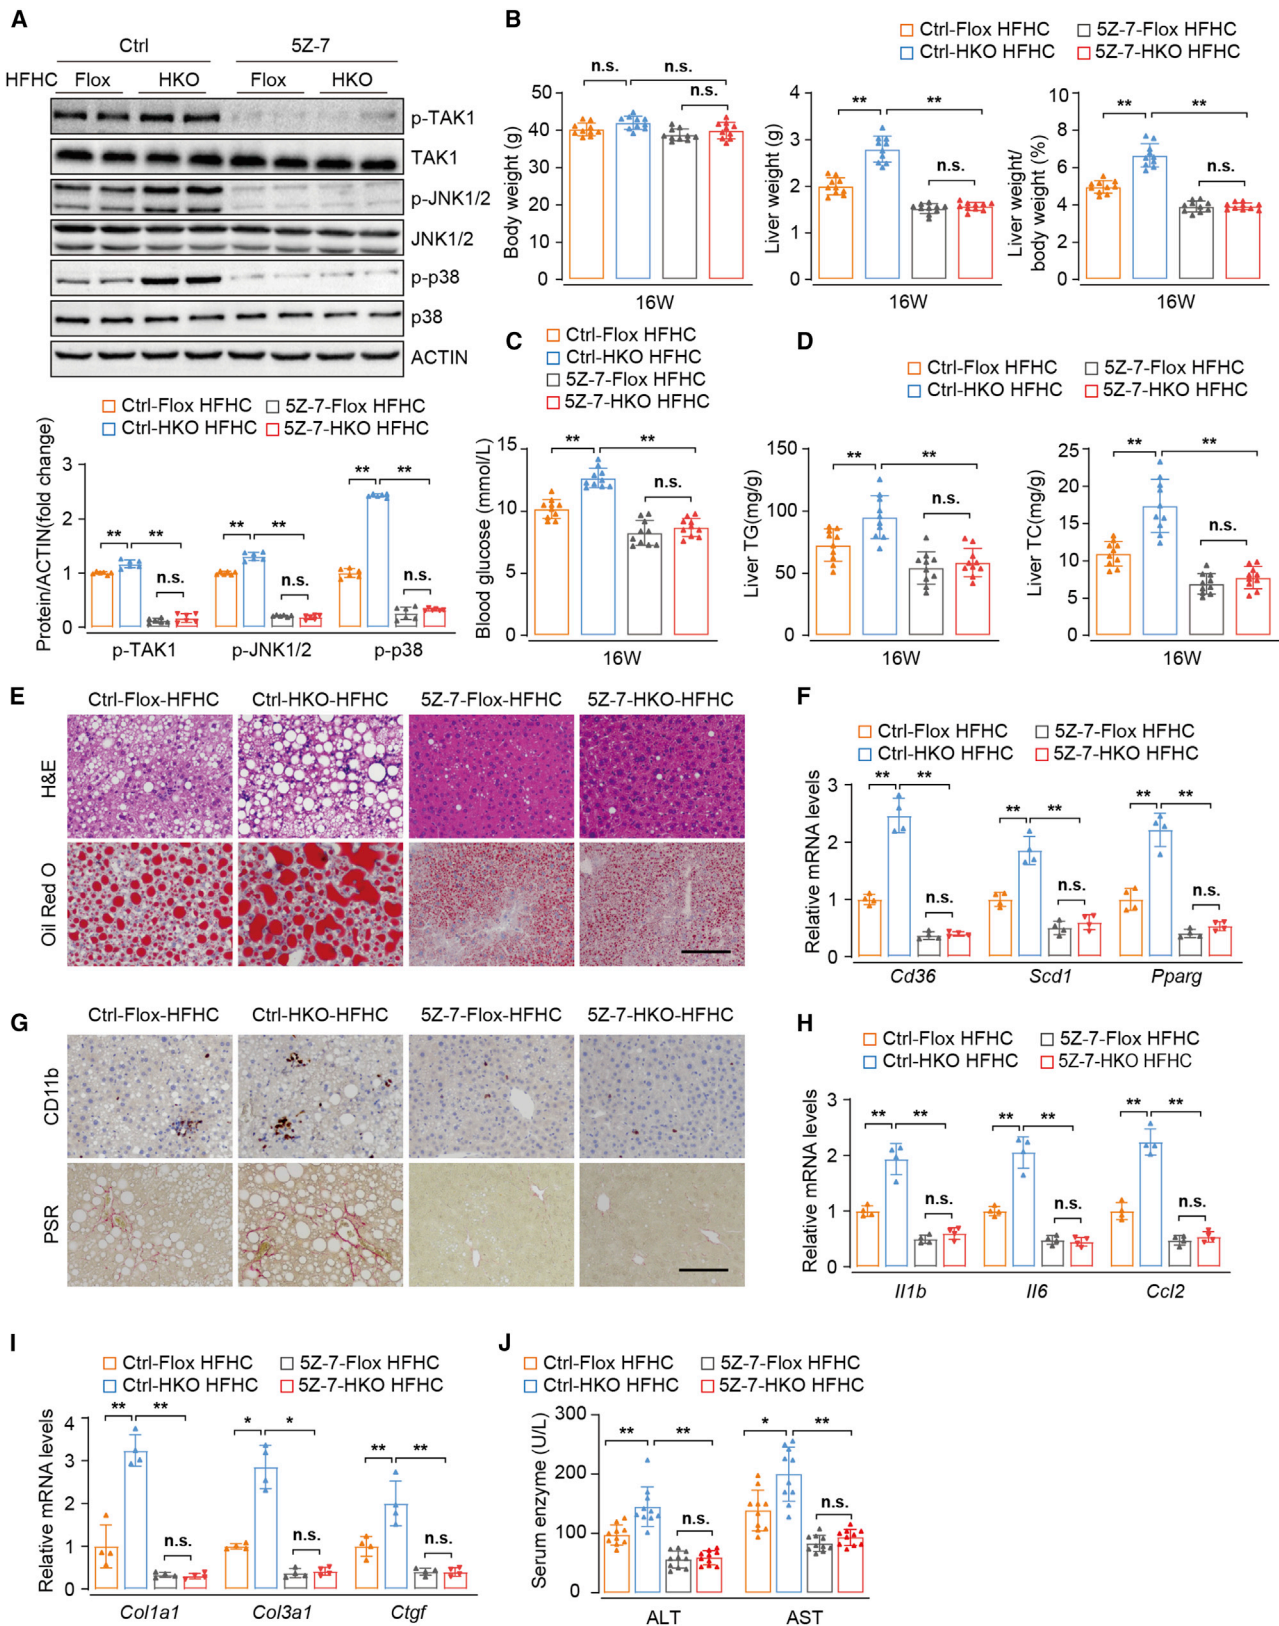 A
Ctrl 5Z-7
HFHC Flox HKO Flox HKO
p-TAK1
TAK1
p-JNK1/2
JNK1/2
p-p38
p38
ACTIN
Ctrl-Flox HFHC 5Z-7-Flox HFHC
Ctrl-HKO HFHC 5Z-7-HKO HFHC
Protein/ACTIN(fold change)
3
2
1
0
** ** ** ** ** **
n.s. n.s. n.s.
p-TAK1 p-JNK1/2 p-p38
B
Ctrl-Flox HFHC 5Z-7-Flox HFHC
Ctrl-HKO HFHC 5Z-7-HKO HFHC
Body weight (g)
50
40
30
20
10
0
n.s. n.s.
n.s.
16W
Liver weight (g)
4
3
2
1
0
** **
n.s.
16W
Liver weight/
body weight (%)
10
8
6
4
2
0
** **
n.s.
16W
C
Ctrl-Flox HFHC
Ctrl-HKO HFHC
5Z-7-Flox HFHC
5Z-7-HKO HFHC
Blood glucose (mmol/L)
15
10
5
0
** **
n.s.
16W
D
Ctrl-Flox HFHC 5Z-7-Flox HFHC
Ctrl-HKO HFHC 5Z-7-HKO HFHC
Liver TG(mg/g)
150
100
50
0
** **
n.s.
16W
Liver TC(mg/g)
25
20
15
10
5
0
** **
n.s.
16W
E
Ctrl-Flox-HFHC Ctrl-HKO-HFHC 5Z-7-Flox-HFHC 5Z-7-HKO-HFHC
H&E
Oil Red O
F
Ctrl-Flox HFHC 5Z-7-Flox HFHC
Ctrl-HKO HFHC 5Z-7-HKO HFHC
Relative mRNA levels
3
2
1
0
** ** ** ** ** **
n.s. n.s. n.s.
Cd36 Scd1 Pparg
G
Ctrl-Flox-HFHC Ctrl-HKO-HFHC 5Z-7-Flox-HFHC 5Z-7-HKO-HFHC
CD11b
PSR
H
Ctrl-Flox HFHC 5Z-7-Flox HFHC
Ctrl-HKO HFHC 5Z-7-HKO HFHC
Relative mRNA levels
3
2
1
0
** ** ** ** ** **
n.s. n.s. n.s.
Il1b Il6 Ccl2
I
Ctrl-Flox HFHC 5Z-7-Flox HFHC
Ctrl-HKO HFHC 5Z-7-HKO HFHC
Relative mRNA levels
4
3
2
1
0
** ** * * ** **
n.s. n.s. n.s.
Col1a1 Col3a1 Ctgf
J
Ctrl-Flox HFHC 5Z-7-Flox HFHC
Ctrl-HKO HFHC 5Z-7-HKO HFHC
Serum enzyme (U/L)
300
200
100
0
** ** * **
n.s. n.s.
ALT AST